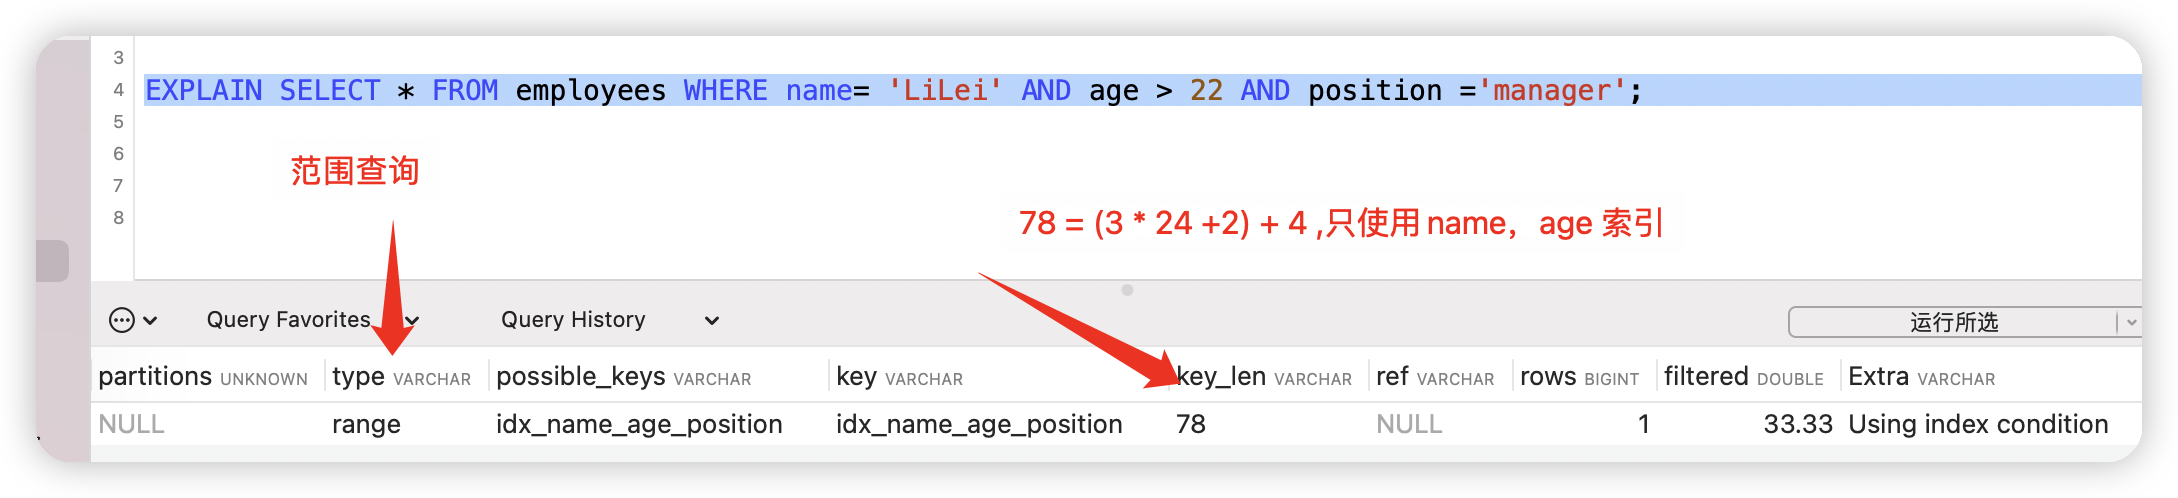 3
4 EXPLAIN SELECT * FROM employees WHERE name= 'LiLei' AND age > 22 AND position ='manager';
5
6
范围查询
7
8
78 = (3 * 24 +2) + 4 ,只使用 name，age 索引
Query Favorites Query History 运行所选
partitions UNKNOWN type VARCHAR possible_keys VARCHAR key VARCHAR key_len VARCHAR ref VARCHAR rows BIGINT filtered DOUBLE Extra VARCHAR
NULL range idx_name_age_position idx_name_age_position 78 NULL 1 33.33 Using index condition